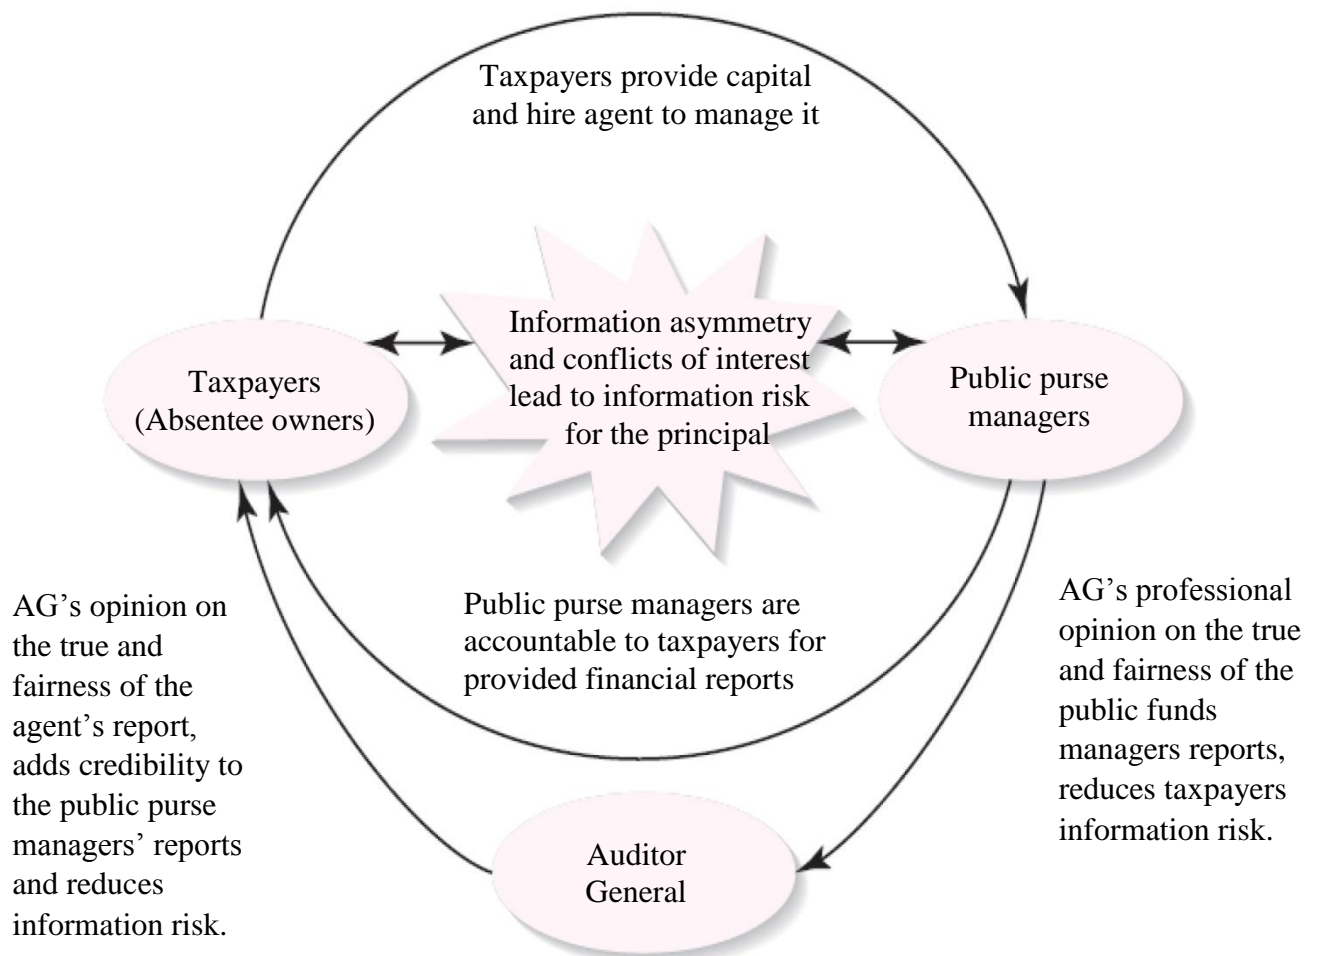 Taxpayers provide capital
and hire agent to manage it
Information asymmetry
and conflicts of interest
lead to information risk
for the principal
Taxpayers
(Absentee owners)
Public purse
managers
Public purse managers are
accountable to taxpayers for
provided financial reports
AG’s opinion on
the true and
fairness of the
agent’s report,
adds credibility to
the public purse
managers’ reports
and reduces
information risk.
AG’s professional
opinion on the true
and fairness of the
public funds
managers reports,
reduces taxpayers
information risk.
Auditor
General